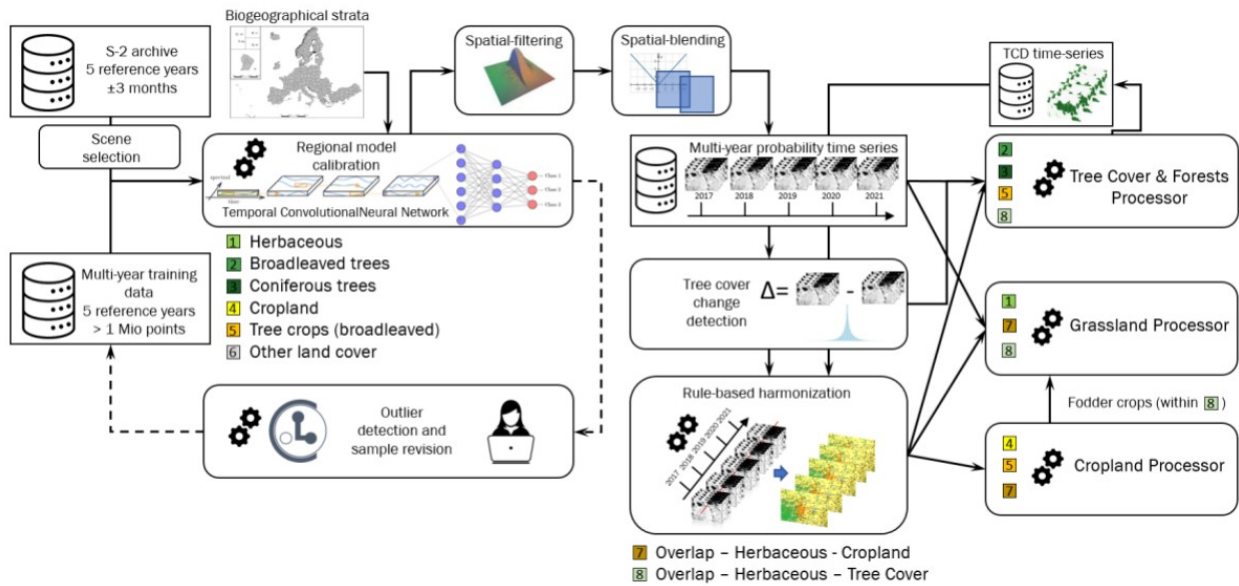 Biogeographical strata
S-2 archive
5 reference years
±3 months
Scene
selection
Spatial-filtering
Spatial-blending
TCD time-series
Regional model
calibration
spectral
time
Class 1
Class 2
Class 3
Temporal ConvolutionalNeural Network
Multi-year probability time series
2017 2018 2019 2020 2021
2
3
5
8
Tree Cover & Forests
Processor
1 Herbaceous
2 Broadleaved trees
3 Coniferous trees
4 Cropland
5 Tree crops (broadleaved)
6 Other land cover
Multi-year training
data
5 reference years
> 1 Mio points
Tree cover
change
detection
Δ= -
1
7
8
Grassland Processor
Outlier
detection and
sample revision
Rule-based harmonization
2017 2018 2019 2020 2021
Fodder crops (within 8 )
4
5
7
Cropland Processor
7 Overlap – Herbaceous - Cropland
8 Overlap – Herbaceous – Tree Cover